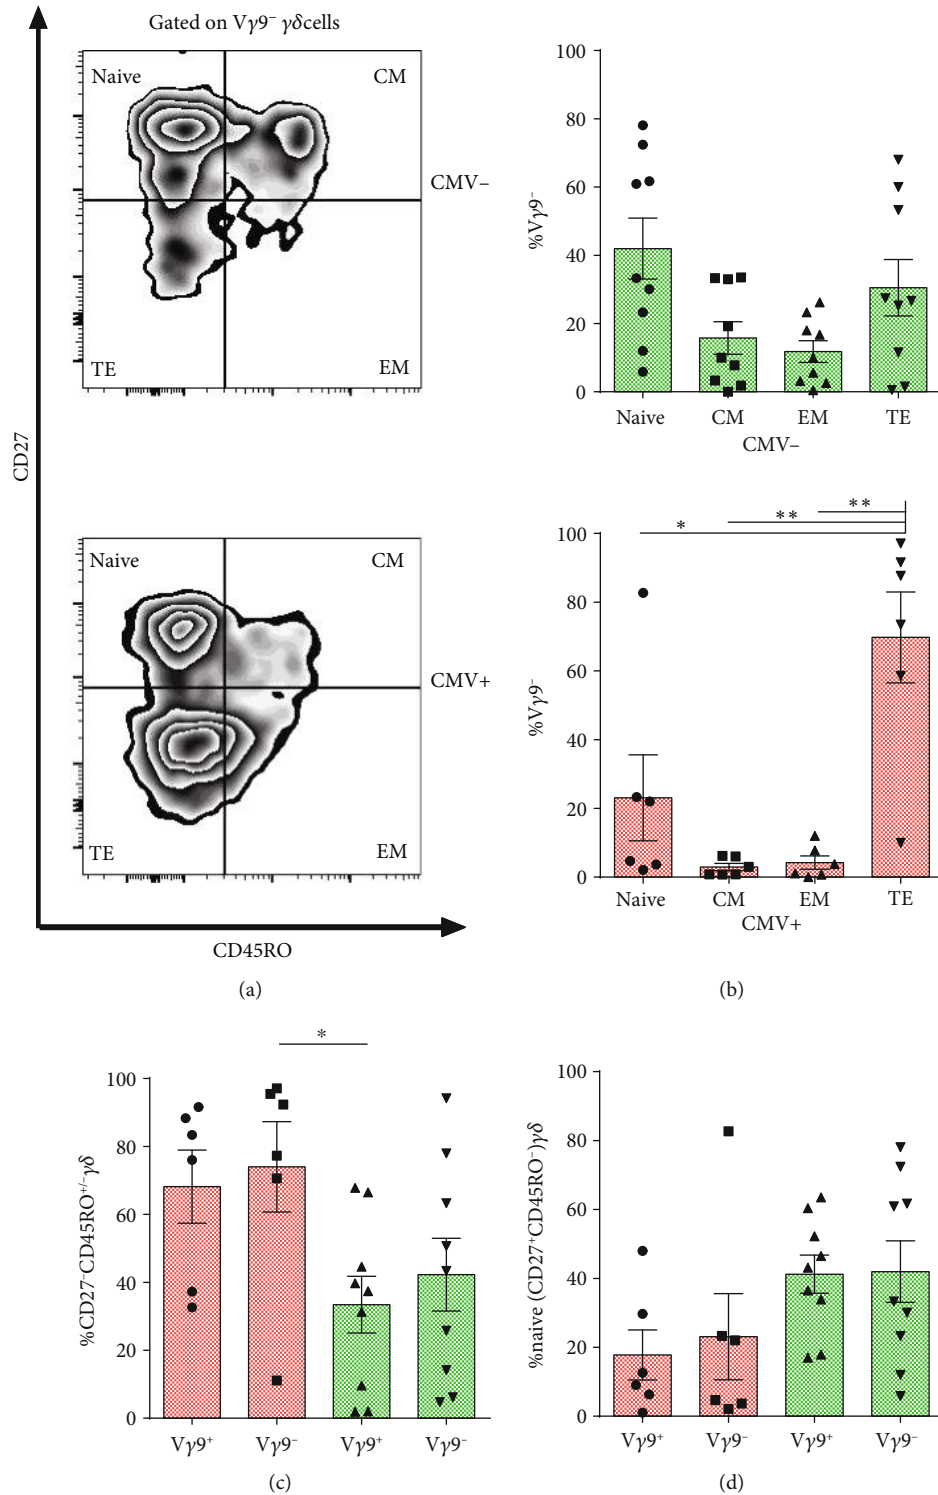 Gated on Vγ9⁻ γδcells
Naive
CM
CMV−
TE
EM
CD27
Naive
CM
CMV+
TE
EM
CD45RO
(a)
100
80
60
40
20
0
%Vγ9⁻
Naive
CM
EM
TE
CMV−
*
**
**
100
80
60
40
20
0
%Vγ9⁻
Naive
CM
EM
TE
CMV+
(b)
*
100
80
60
40
20
0
%CD27⁻CD45RO⁺/⁻γδ
Vγ9⁺
Vγ9⁻
Vγ9⁺
Vγ9⁻
(c)
100
80
60
40
20
0
%naive (CD27⁺CD45RO⁻)γδ
Vγ9⁺
Vγ9⁻
Vγ9⁺
Vγ9⁻
(d)